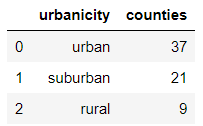 urbanicity counties
0 urban 37
1 suburban 21
2 rural 9